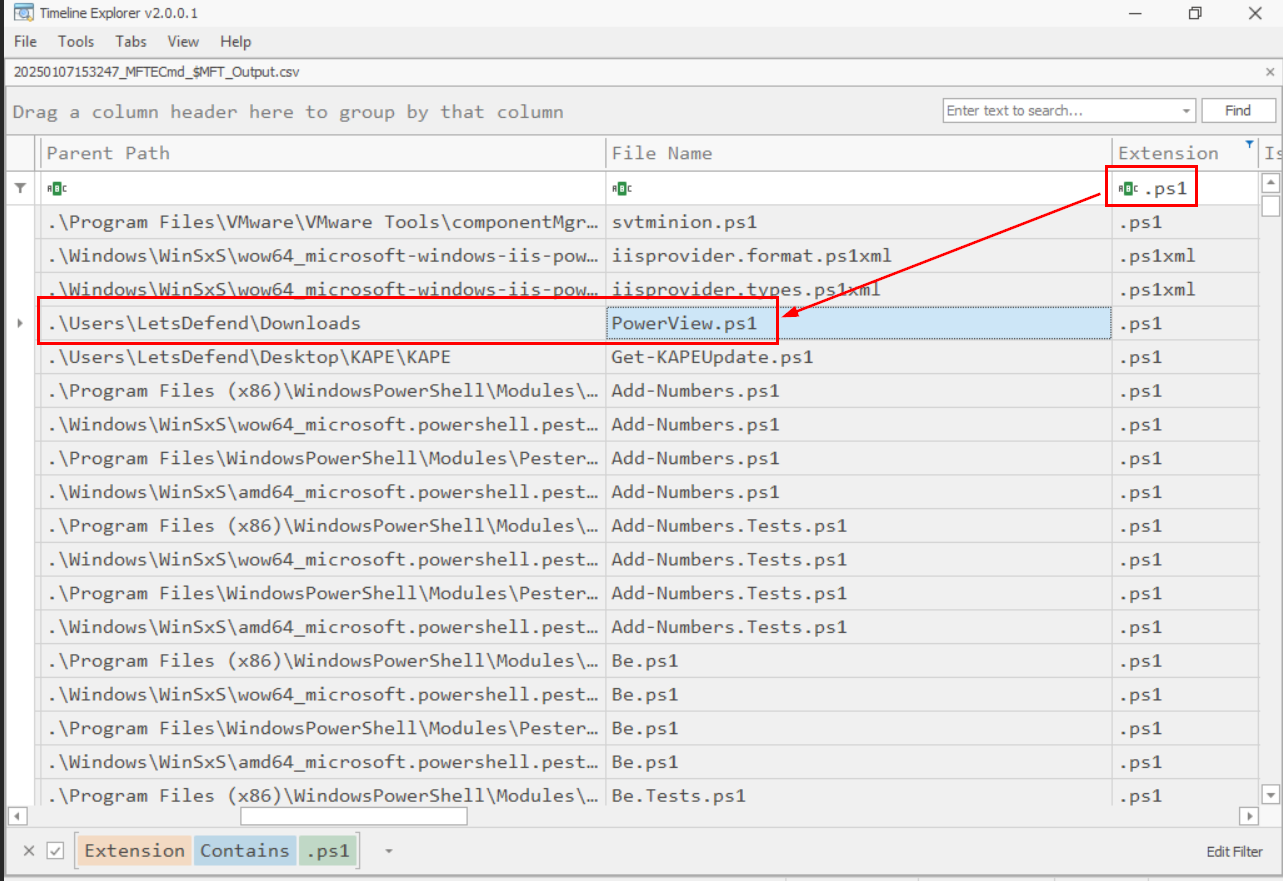 Timeline Explorer v2.0.0.1
File Tools Tabs View Help
20250107153247_MFTECmd_$MFT_Output.csv
Drag a column header here to group by that column Enter text to search... Find
Parent Path File Name Extension Is
.ps1
.\Program Files\VMware\VMware Tools\componentMgr… svtminion.ps1 .ps1
.\Windows\WinSxS\wow64_microsoft-windows-iis-pow… iisprovider.format.ps1xml .ps1xml
.\Windows\WinSxS\wow64_microsoft-windows-iis-pow… iisprovider.types.ps1xml .ps1xml
.\Users\LetsDefend\Downloads PowerView.ps1 .ps1
.\Users\LetsDefend\Desktop\KAPE\KAPE Get-KAPEUpdate.ps1 .ps1
.\Program Files (x86)\WindowsPowerShell\Modules\… Add-Numbers.ps1 .ps1
.\Windows\WinSxS\wow64_microsoft.powershell.pest… Add-Numbers.ps1 .ps1
.\Program Files\WindowsPowerShell\Modules\Pester… Add-Numbers.ps1 .ps1
.\Windows\WinSxS\amd64_microsoft.powershell.pest… Add-Numbers.ps1 .ps1
.\Program Files (x86)\WindowsPowerShell\Modules\… Add-Numbers.Tests.ps1 .ps1
.\Windows\WinSxS\wow64_microsoft.powershell.pest… Add-Numbers.Tests.ps1 .ps1
.\Program Files\WindowsPowerShell\Modules\Pester… Add-Numbers.Tests.ps1 .ps1
.\Windows\WinSxS\amd64_microsoft.powershell.pest… Add-Numbers.Tests.ps1 .ps1
.\Program Files (x86)\WindowsPowerShell\Modules\… Be.ps1 .ps1
.\Windows\WinSxS\wow64_microsoft.powershell.pest… Be.ps1 .ps1
.\Program Files\WindowsPowerShell\Modules\Pester… Be.ps1 .ps1
.\Windows\WinSxS\amd64_microsoft.powershell.pest… Be.ps1 .ps1
.\Program Files (x86)\WindowsPowerShell\Modules\… Be.Tests.ps1 .ps1
Extension Contains .ps1 Edit Filter